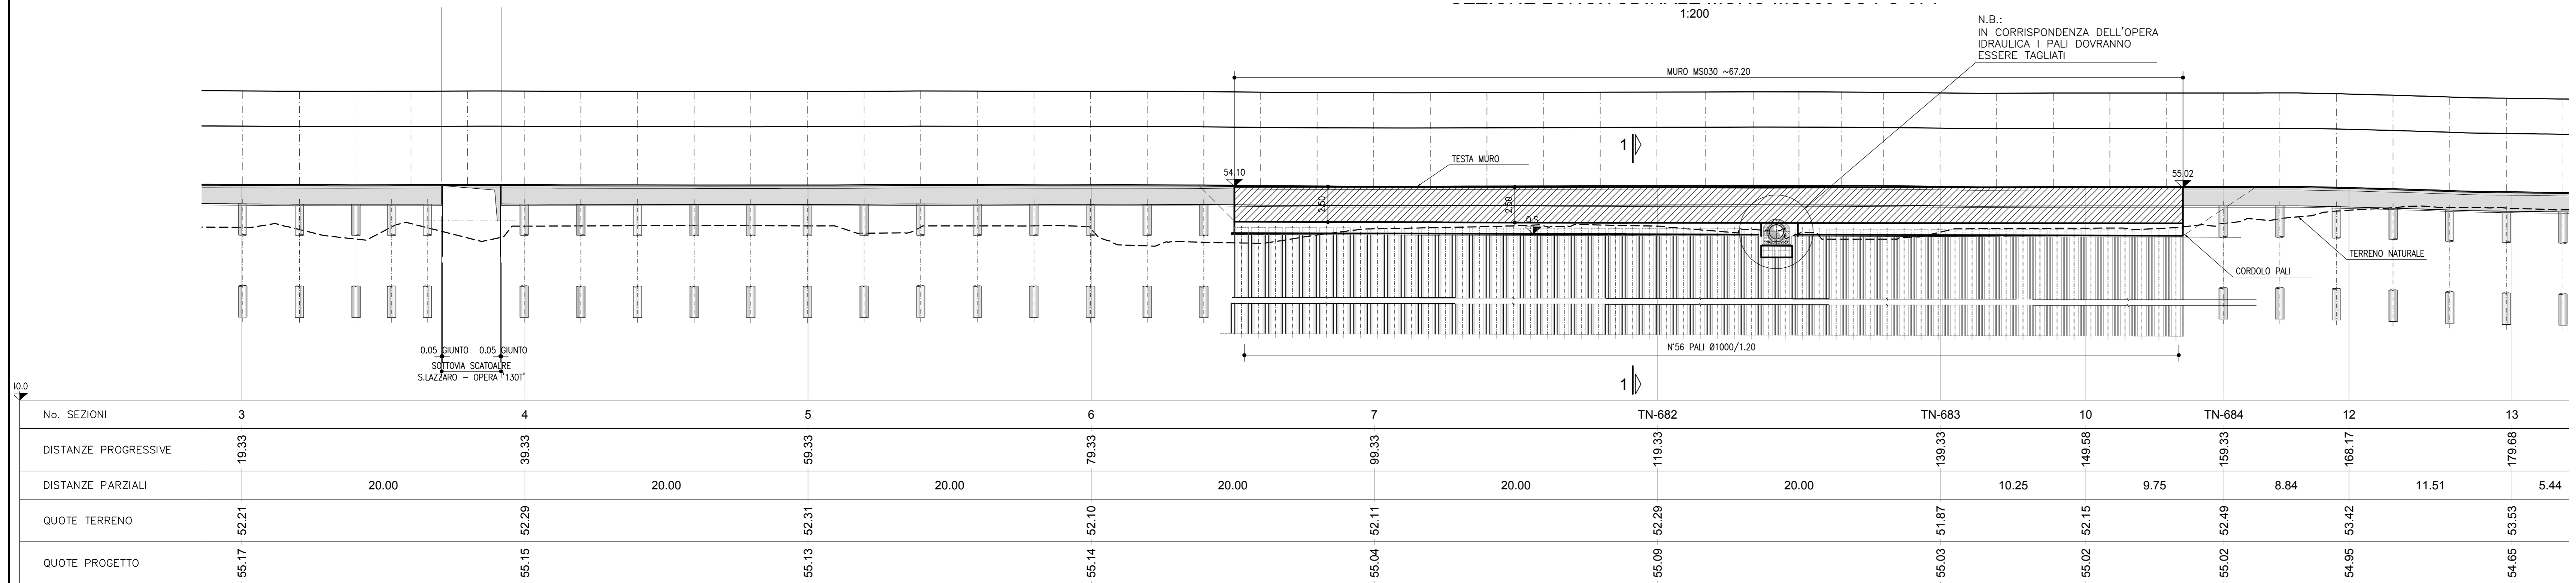 1:200
N.B.:
IN CORRISPONDENZA DELL'OPERA
IDRAULICA I PALI DOVRANNO
ESSERE TAGLIATI
MURO MS030 ~67.20
1
TESTA MURO
54.10
55.02
2.50
2.50
TERRENO NATURALE
CORDOLO PALI
0.05 GIUNTO
0.05 GIUNTO
SOTTOVIA SCATOALRE
S.LAZZARO - OPERA "130T"
N°56 PALI Ø1000/1.20
1
No. SEZIONI 3 4 5 6 7 TN-682 TN-683 10 TN-684 12 13
DISTANZE PROGRESSIVE 19.33 39.33 59.33 79.33 99.33 119.33 139.33 149.58 159.33 168.17 179.68
DISTANZE PARZIALI 20.00 20.00 20.00 20.00 20.00 20.00 10.25 9.75 8.84 11.51 5.44
QUOTE TERRENO 52.21 52.29 52.31 52.10 52.11 52.29 51.87 52.15 52.49 53.42 53.53
QUOTE PROGETTO 55.17 55.15 55.13 55.14 55.04 55.09 55.03 55.02 55.02 54.95 54.65